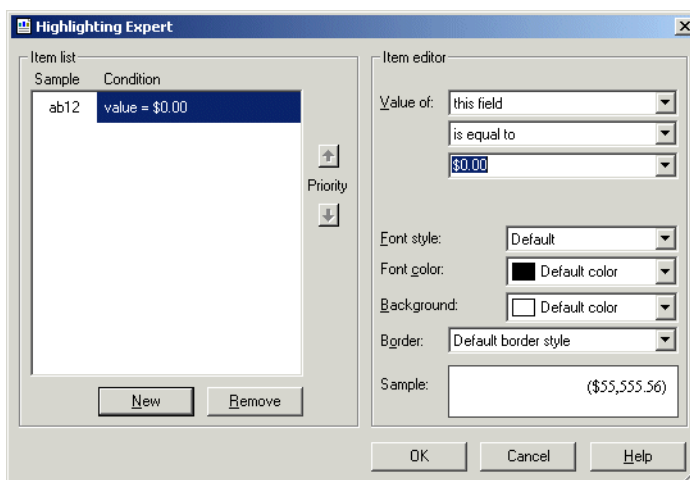 Highlighting Expert
Item list
Sample Condition
ab12 value = $0.00
Priority
New Remove
Item editor
Value of: this field
is equal to
$0.00
Font style: Default
Font color: Default color
Background: Default color
Border: Default border style
Sample: ($55,555.56)
OK Cancel Help